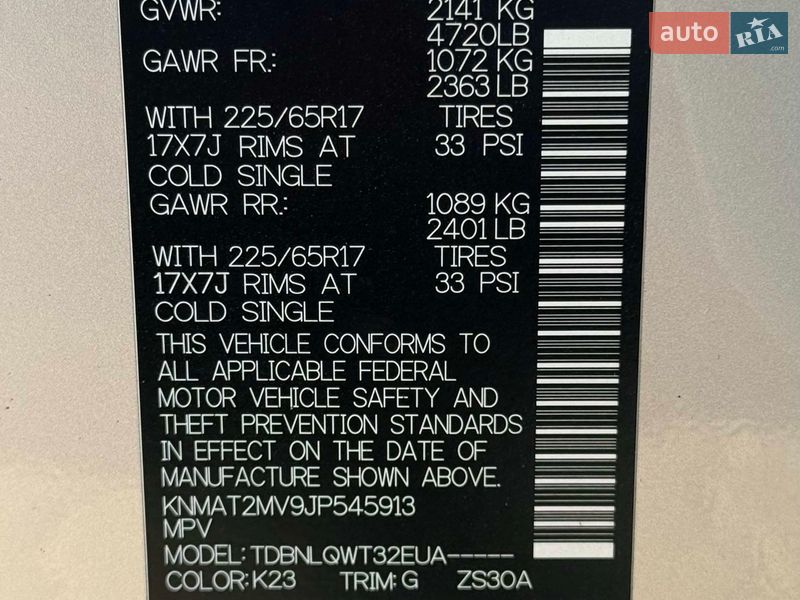 GVWR: 2141 KG
4720LB
GAWR FR.: 1072 KG
2363 LB
WITH 225/65R17 TIRES
17X7J RIMS AT 33 PSI
COLD SINGLE
GAWR RR.: 1089 KG
2401 LB
WITH 225/65R17 TIRES
17X7J RIMS AT 33 PSI
COLD SINGLE
THIS VEHICLE CONFORMS TO
ALL APPLICABLE FEDERAL
MOTOR VEHICLE SAFETY AND
THEFT PREVENTION STANDARDS
IN EFFECT ON THE DATE OF
MANUFACTURE SHOWN ABOVE.
KNMAT2MV9JP545913
MPV
MODEL: TDBNLQWT32EUA-----
COLOR: K23 TRIM: G ZS30A
auto RIA .com